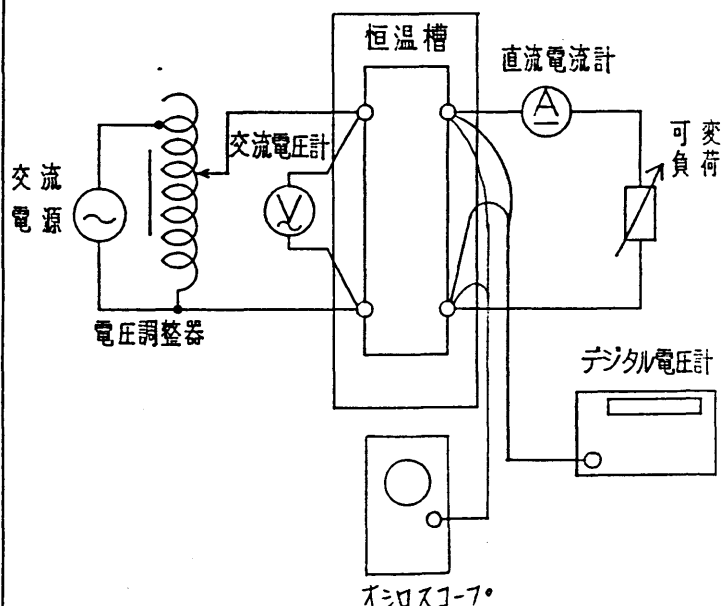 恒温槽
直流電流計
A
可変
負荷
交流電圧計
V
交流
電源
電圧調整器
デジタル電圧計
オシロスコープ